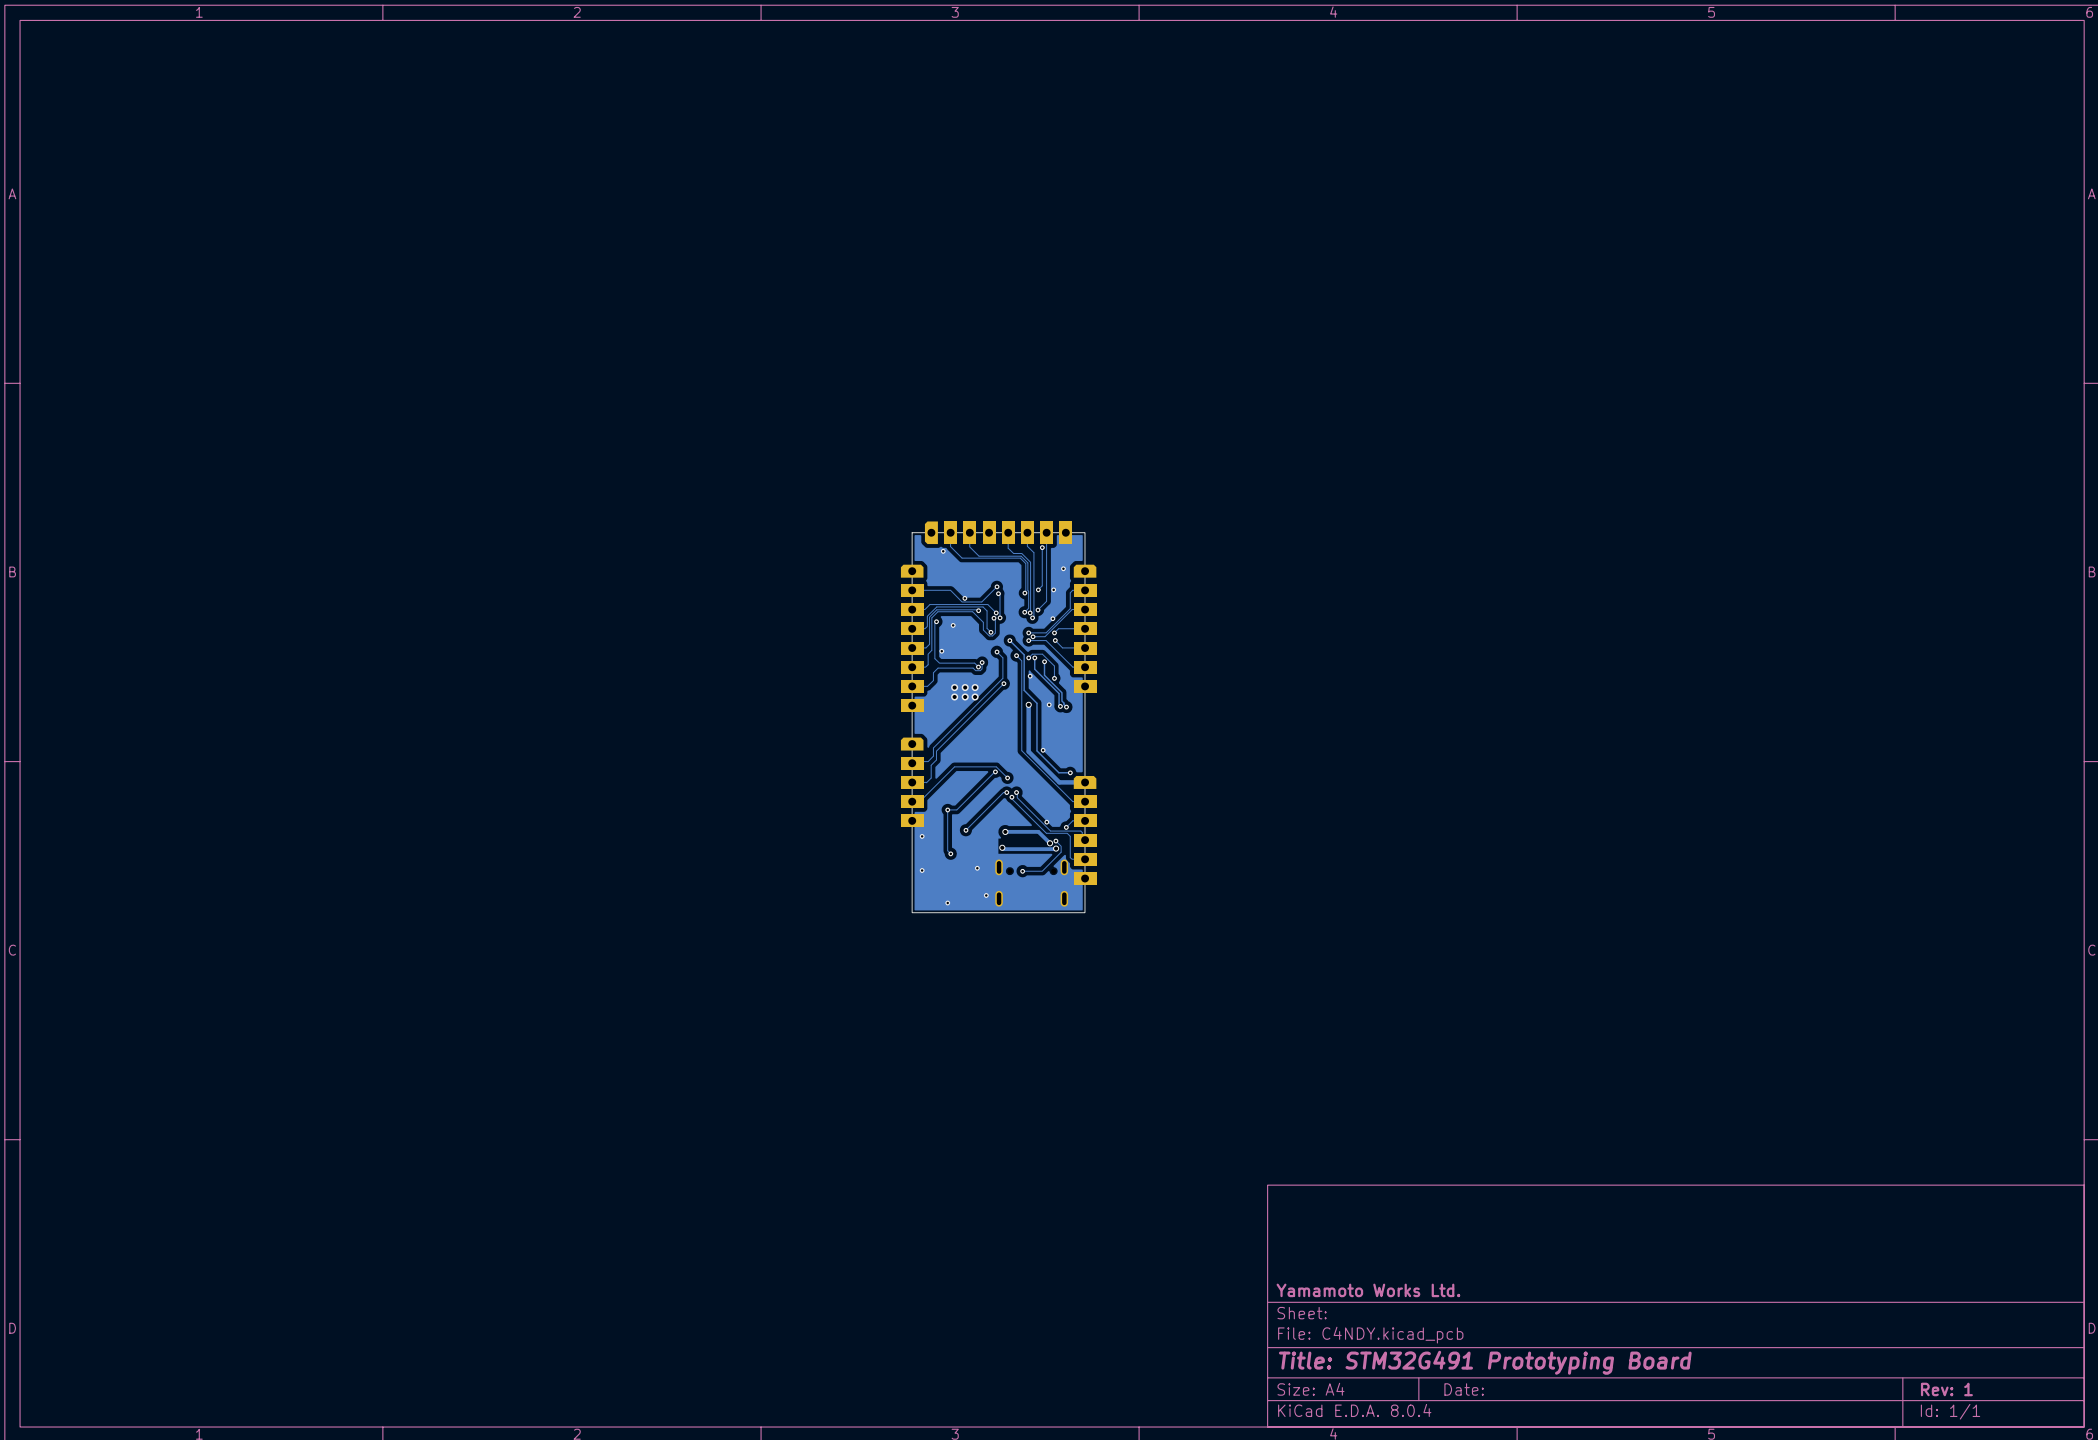 1 2 3 4 5 6
A A
B B
C C
D D
Yamamoto Works Ltd.
Sheet:
File: C4NDY.kicad_pcb
Title: STM32G491 Prototyping Board
Size: A4 Date: Rev: 1
KiCad E.D.A. 8.0.4 Id: 1/1
1 2 3 4 5 6